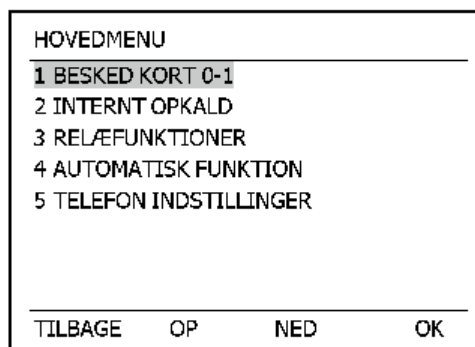 HOVEDMENU
1 BESKED KORT 0-1
2 INTERNT OPKALD
3 RELÆFUNKTIONER
4 AUTOMATISK FUNKTION
5 TELEFON INDSTILLINGER
TILBAGE OP NED OK